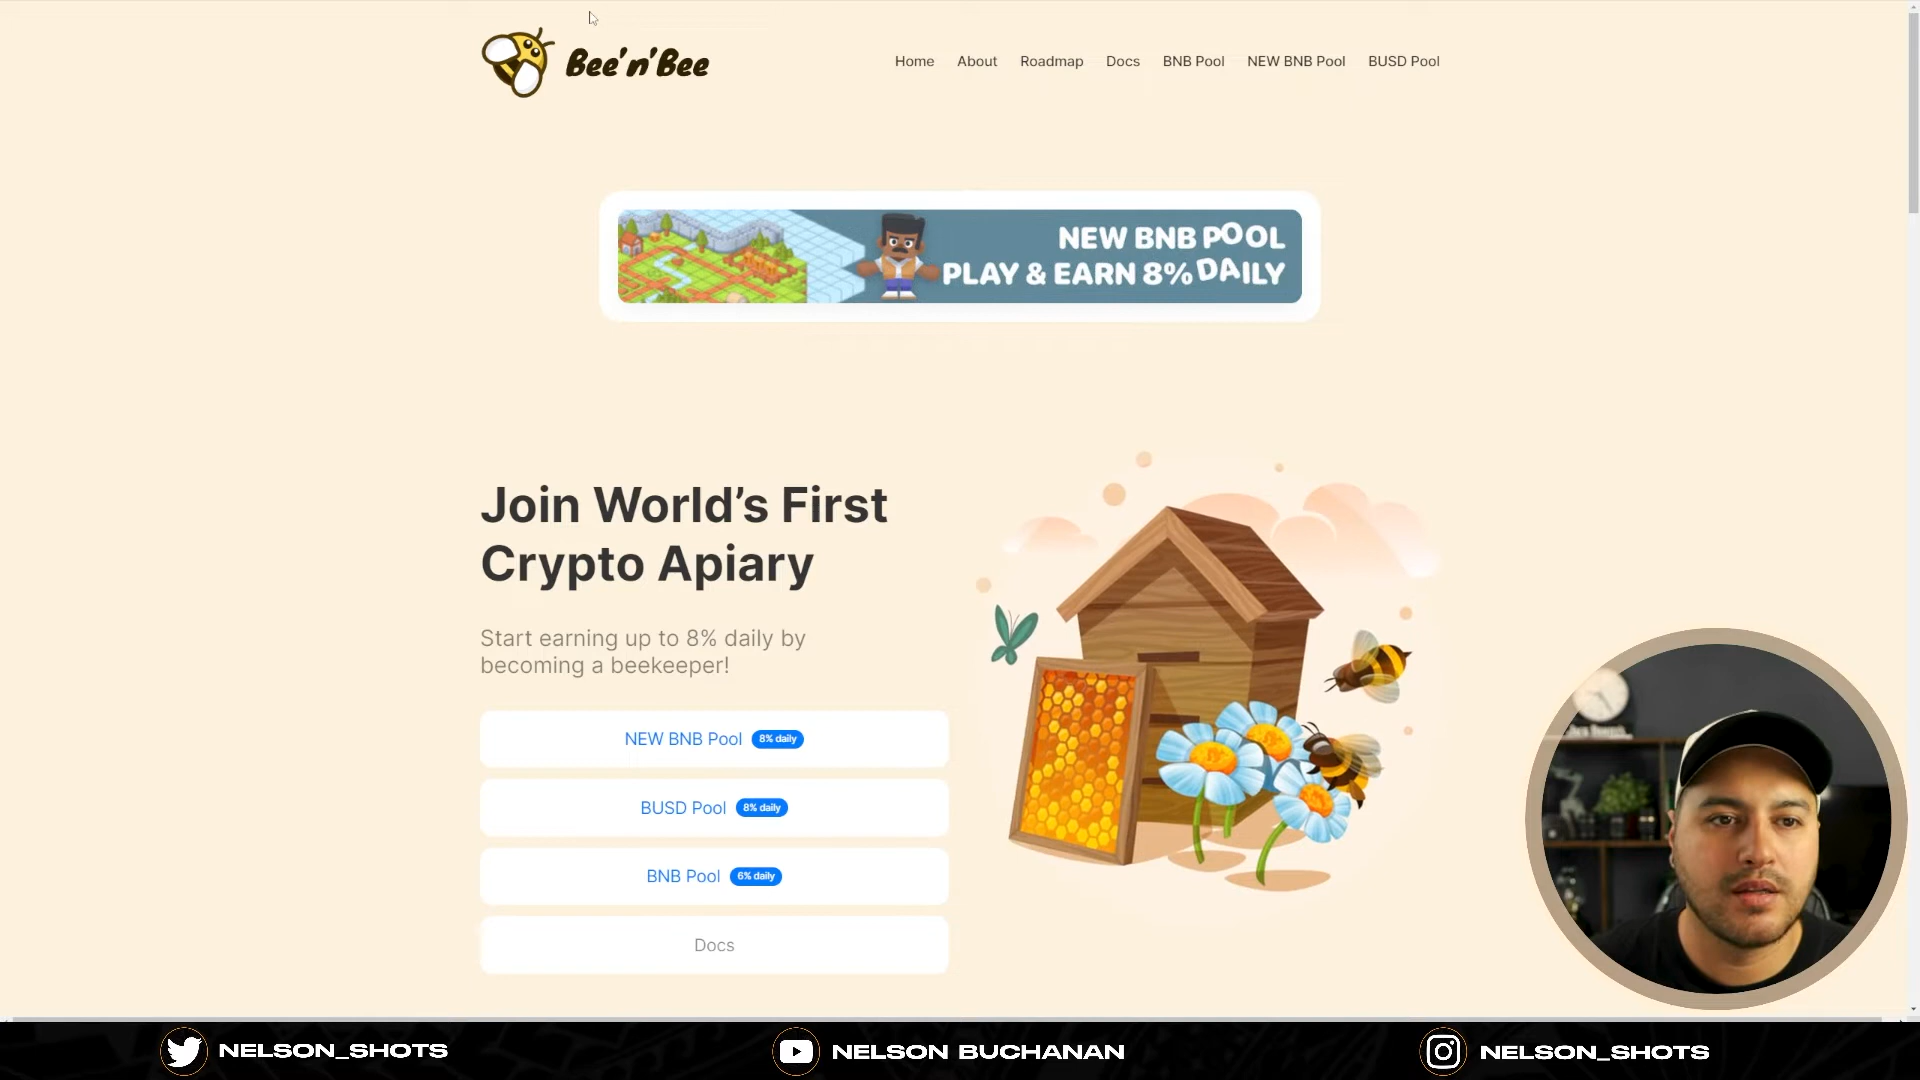 Bee'n'Bee
Home About Roadmap Docs BNB Pool NEW BNB Pool BUSD Pool
NEW BNB POOL
PLAY & EARN 8% DAILY
Join World's First
Crypto Apiary
Start earning up to 8% daily by
becoming a beekeeper!
NEW BNB Pool 8% daily
BUSD Pool 8% daily
BNB Pool 6% daily
Docs
NELSON_SHOTS NELSON BUCHANAN NELSON_SHOTS